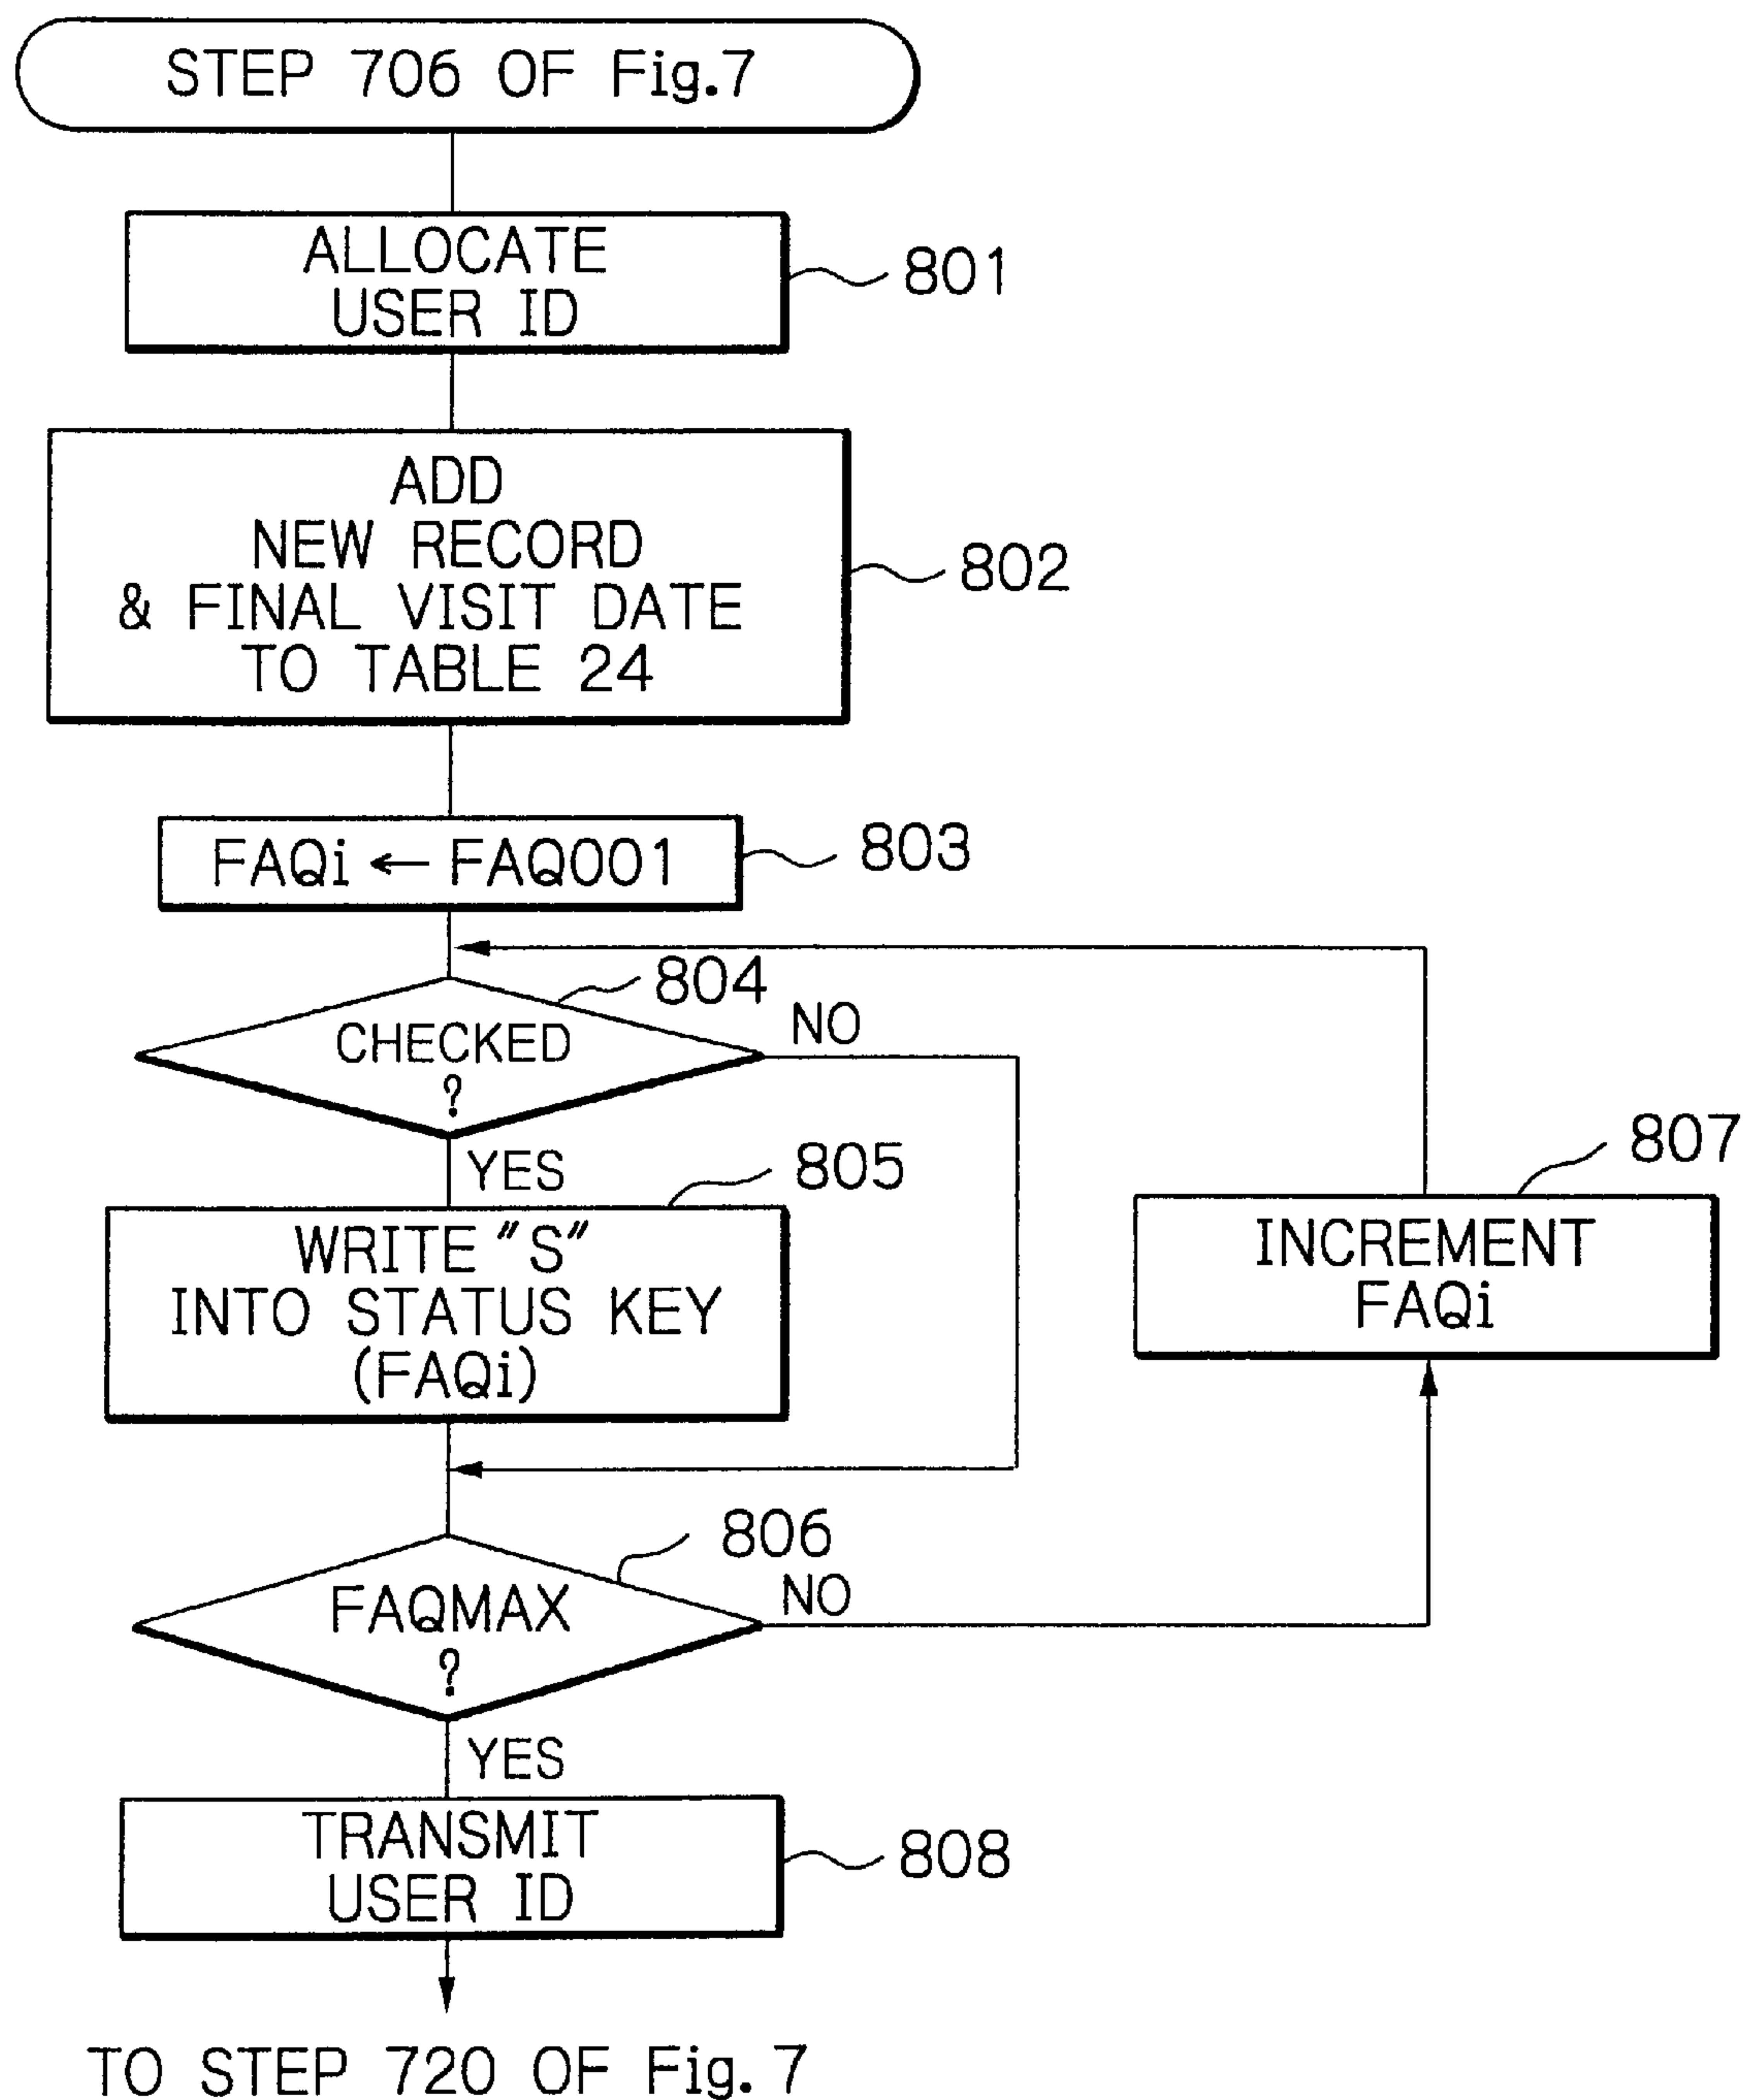 STEP 706 OF Fig.7
ALLOCATE
USER ID
801
ADD
NEW RECORD
& FINAL VISIT DATE
TO TABLE 24
802
FAQi ← FAQ001
803
804
CHECKED
?
NO
YES
805
WRITE "S"
INTO STATUS KEY
(FAQi)
807
INCREMENT
FAQi
806
FAQMAX
?
NO
YES
TRANSMIT
USER ID
808
TO STEP 720 OF Fig. 7